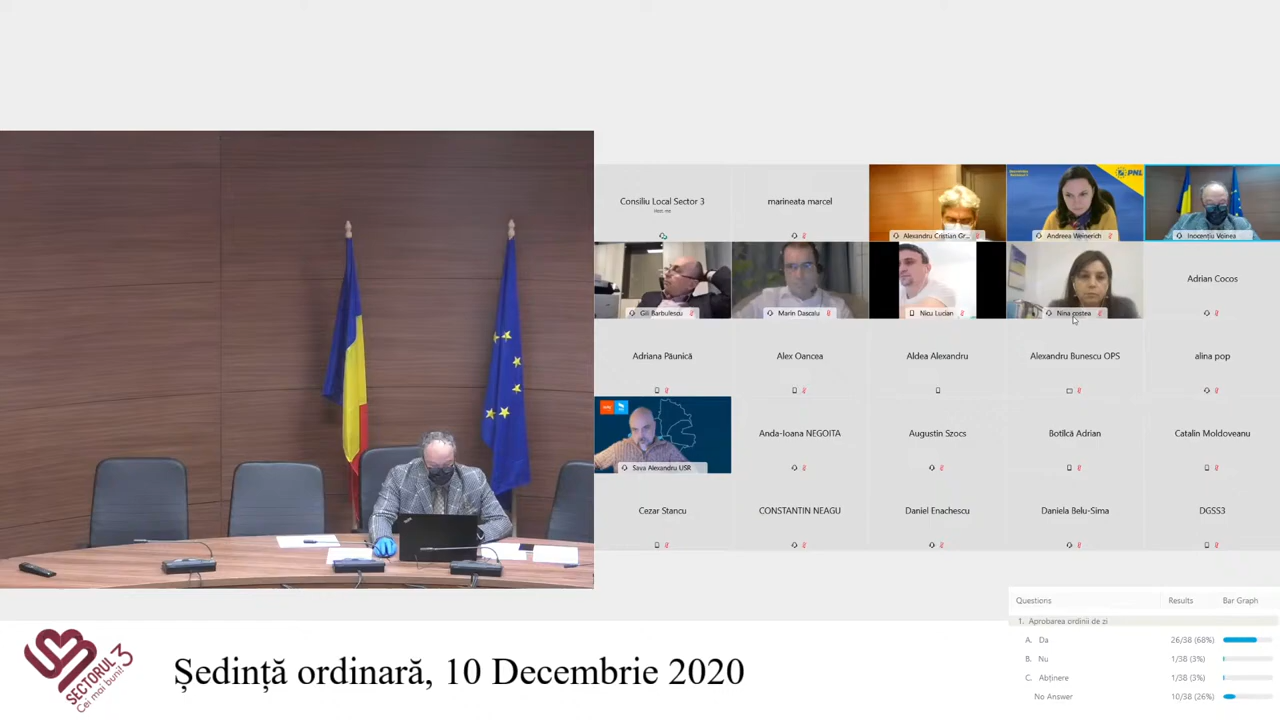 Consiliu Local Sector 3
marineata marcel
Alexandru Cristian Gr...
Andreea Weinerich
PNL
Inocențiu Voinea
Gili Barbulescu
Marin Dascalu
Nicu Lucian
Nina costea
Adrian Cocos
Adriana Păunică
Alex Oancea
Aldea Alexandru
Alexandru Bunescu OPS
alina pop
Sava Alexandru USR
Anda-Ioana NEGOITA
Augustin Szocs
Botilcă Adrian
Catalin Moldoveanu
Cezar Stancu
CONSTANTIN NEAGU
Daniel Enachescu
Daniela Belu-Sima
DGSS3
Questions Results Bar Graph
1. Aprobarea ordinii de zi
A. Da 26/38 (68%)
B. Nu 1/38 (3%)
C. Abținere 1/38 (3%)
No Answer 10/38 (26%)
SECTORUL 3
Cei mai buni!
Ședință ordinară, 10 Decembrie 2020